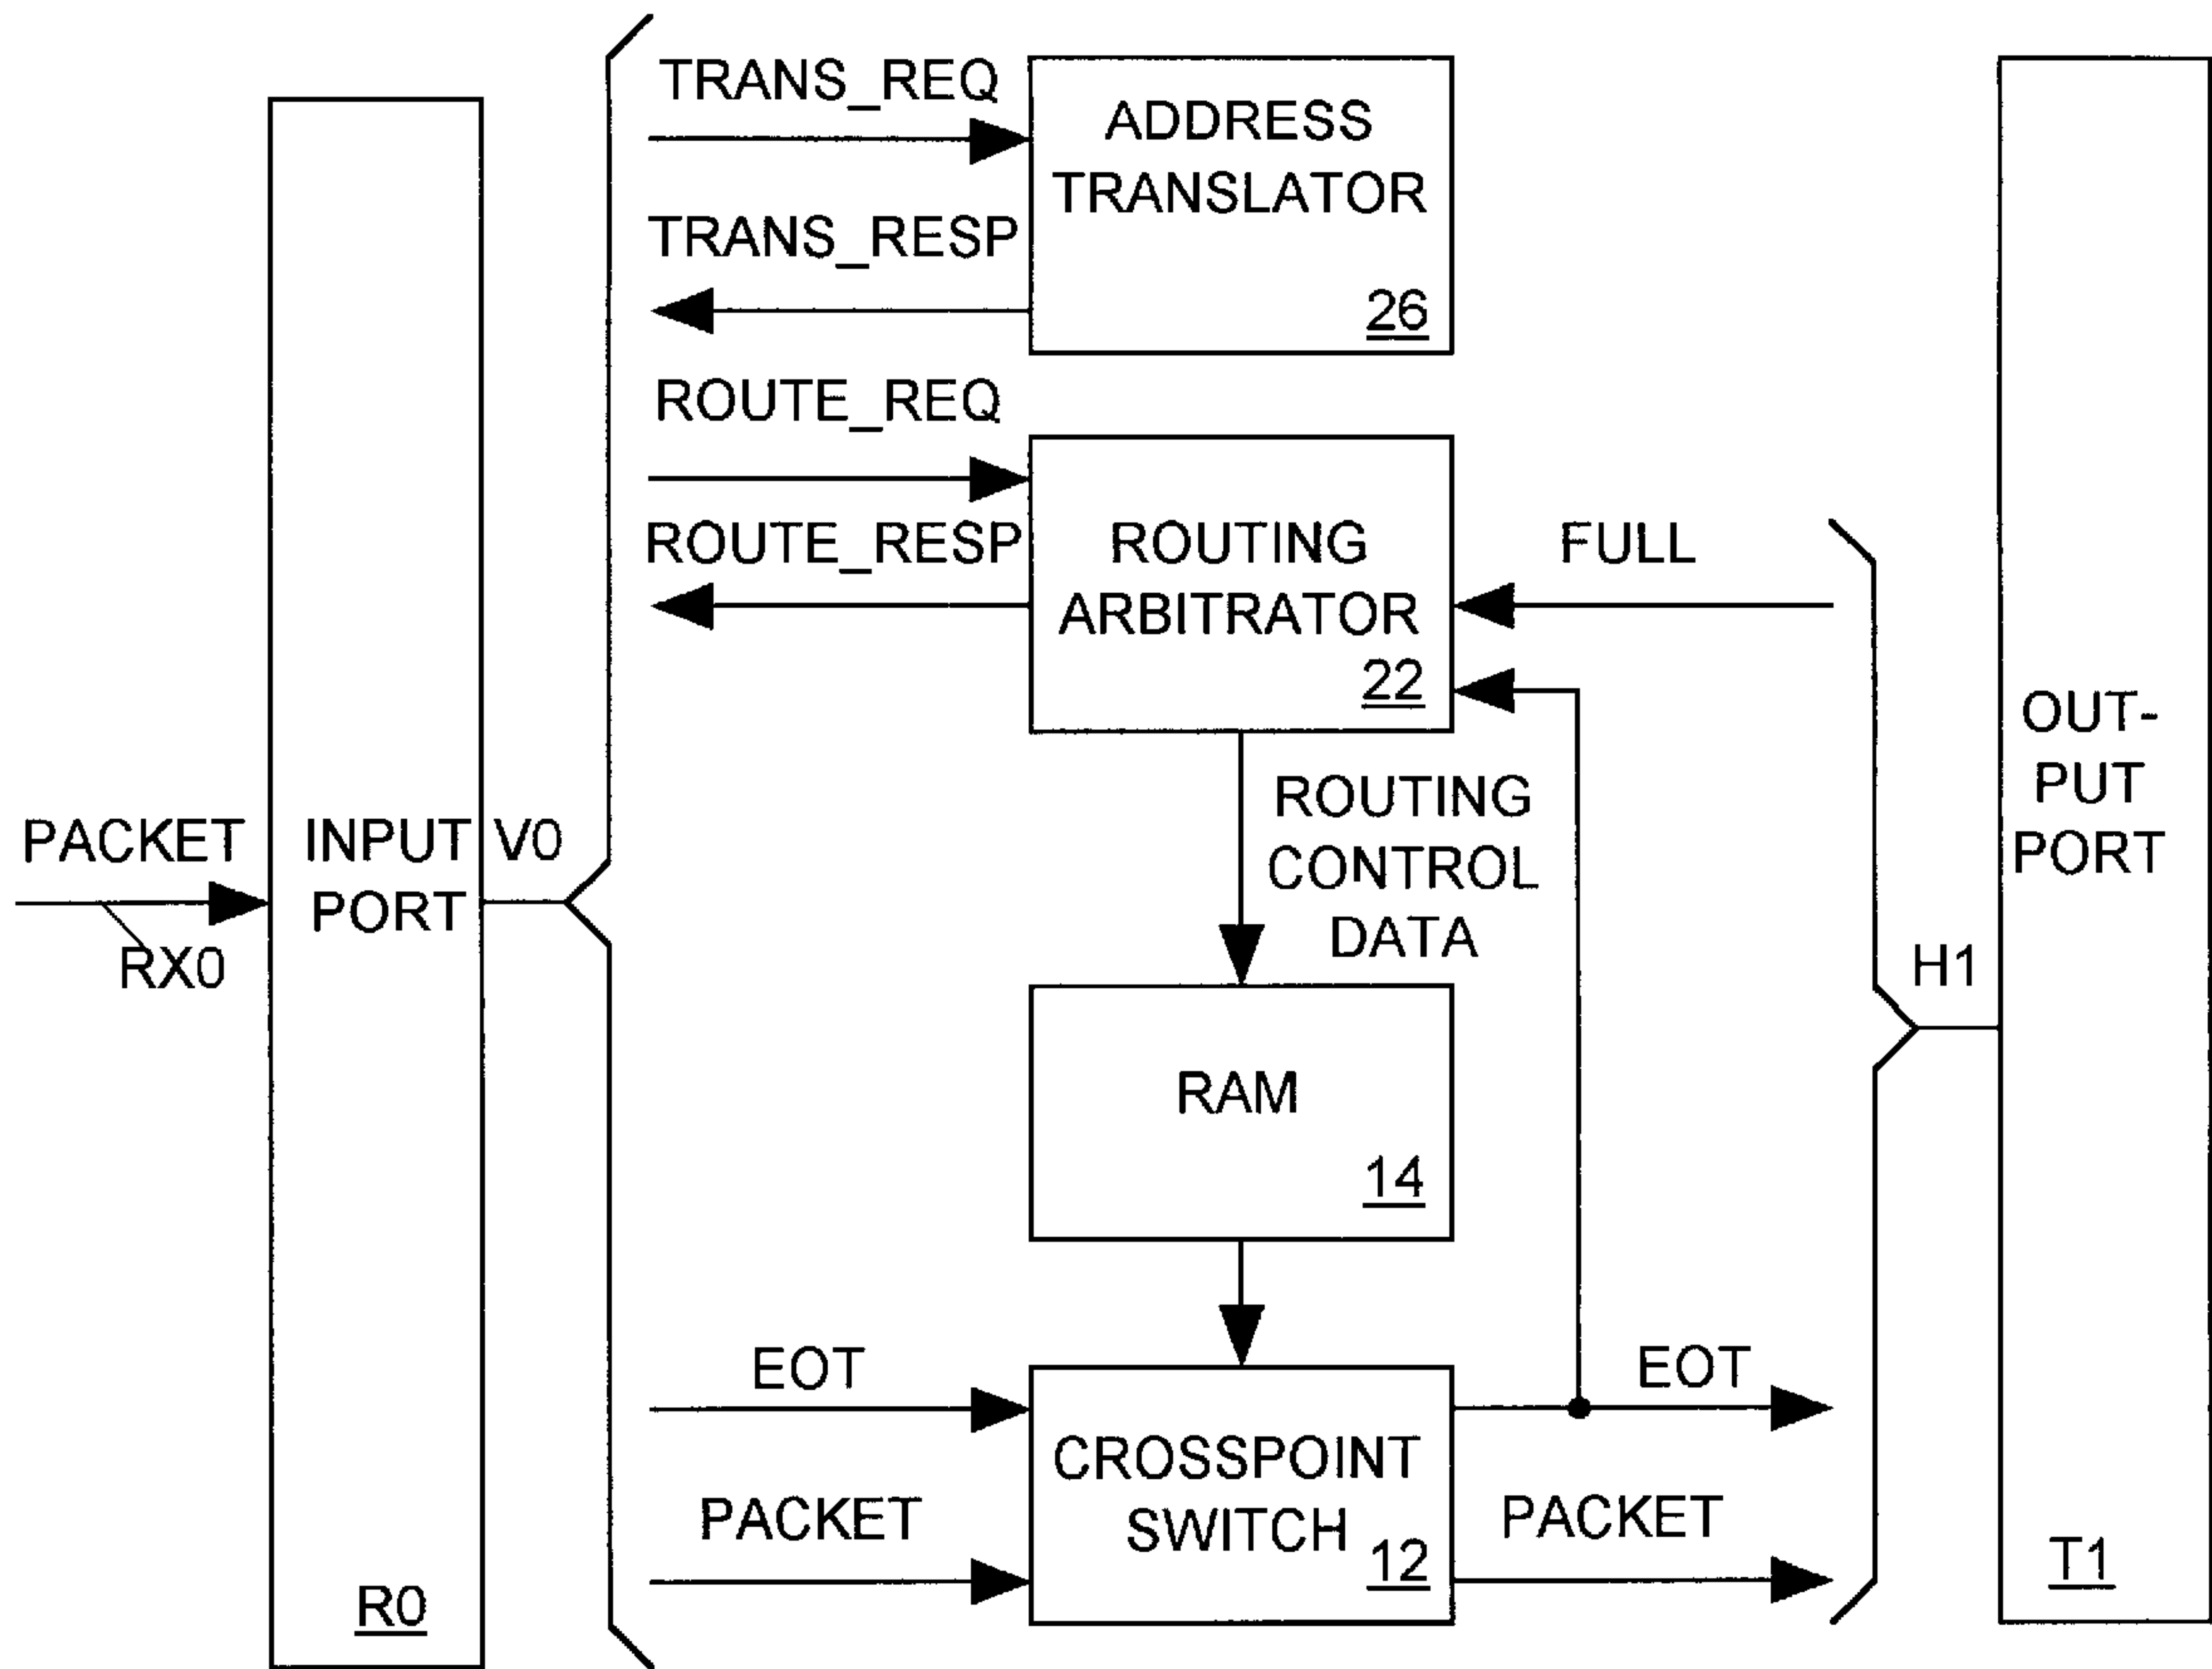 TRANS_REQ
ADDRESS
TRANSLATOR
TRANS_RESP
26
ROUTE_REQ
ROUTE_RESP
ROUTING
ARBITRATOR
22
FULL
ROUTING
CONTROL
DATA
PACKET
RX0
INPUT
PORT
V0
R0
RAM
14
H1
OUT-
PUT
PORT
T1
EOT
PACKET
CROSSPOINT
SWITCH
12
EOT
PACKET